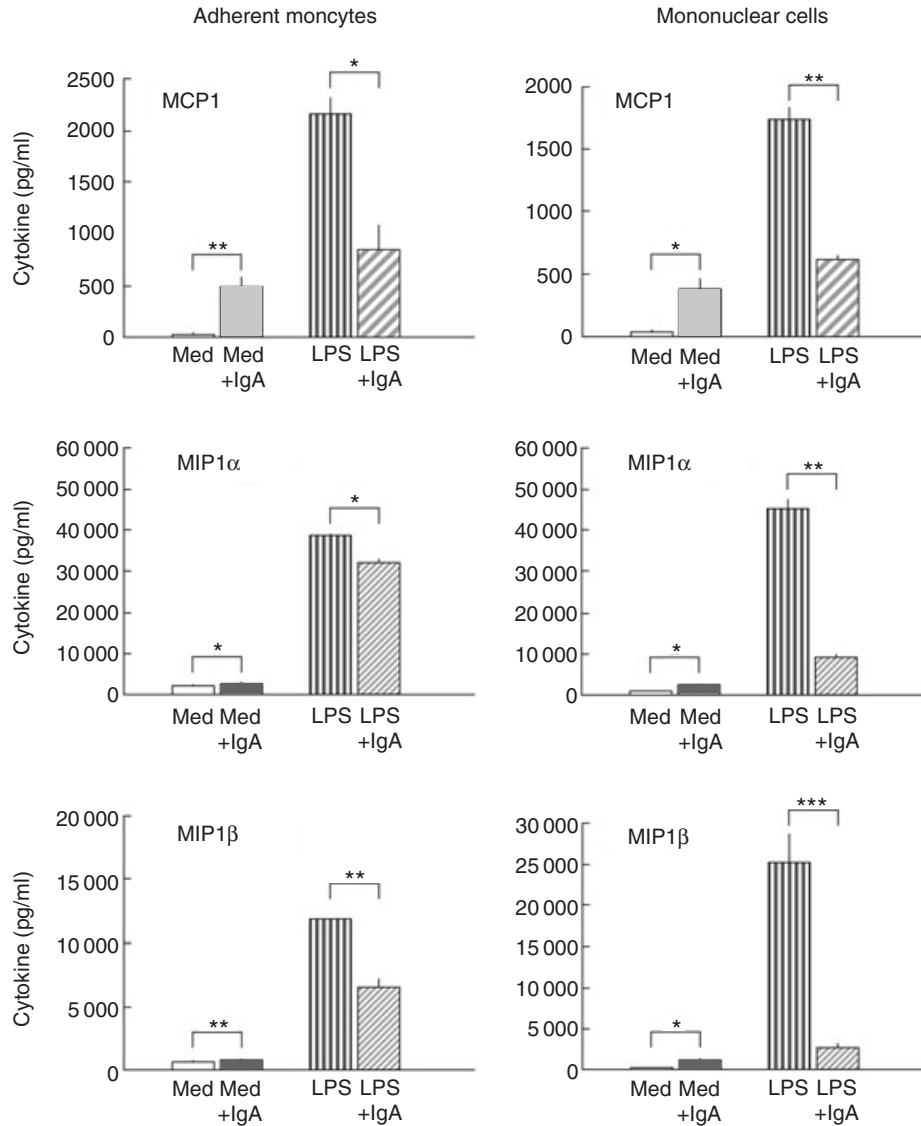 Adherent moncytes
Mononuclear cells
Cytokine (pg/ml)
2500
2000
1500
1000
500
0
MCP1
**
*
Med Med LPS LPS
+IgA +IgA
2000
1500
1000
500
0
MCP1
*
**
Med Med LPS LPS
+IgA +IgA
Cytokine (pg/ml)
60 000
50 000
40 000
30 000
20 000
10 000
0
MIP1α
*
*
Med Med LPS LPS
+IgA +IgA
60 000
50 000
40 000
30 000
20 000
10 000
0
MIP1α
*
**
Med Med LPS LPS
+IgA +IgA
Cytokine (pg/ml)
20 000
15 000
10 000
5 000
0
MIP1β
**
**
Med Med LPS LPS
+IgA +IgA
30 000
25 000
20 000
15 000
10 000
5 000
0
MIP1β
*
***
Med Med LPS LPS
+IgA +IgA